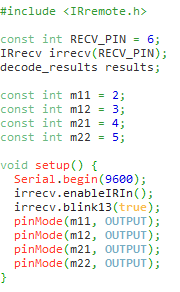 #include <IRremote.h>
const int RECV_PIN = 6;
IRrecv irrecv(RECV_PIN);
decode_results results;
const int m11 = 2;
const int m12 = 3;
const int m21 = 4;
const int m22 = 5;
void setup() {
Serial.begin(9600);
irrecv.enableIRIn();
irrecv.blink13(true);
pinMode(m11, OUTPUT);
pinMode(m12, OUTPUT);
pinMode(m21, OUTPUT);
pinMode(m22, OUTPUT);
}